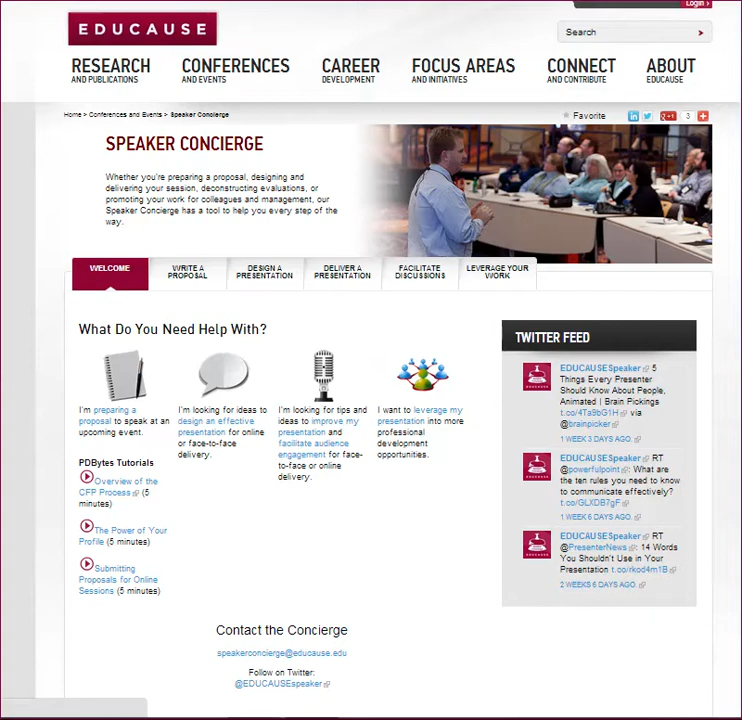 Login
EDUCAUSE
Search
RESEARCH
AND PUBLICATIONS
CONFERENCES
AND EVENTS
CAREER
DEVELOPMENT
FOCUS AREAS
AND INITIATIVES
CONNECT
AND CONTRIBUTE
ABOUT
EDUCAUSE
Home > Conferences and Events > Speaker Concierge
Favorite
in
g+1
3
SPEAKER CONCIERGE
Whether you're preparing a proposal, designing and
delivering your session, deconstructing evaluations, or
promoting your work for colleagues and management, our
Speaker Concierge has a tool to help you every step of the
way.
WELCOME
WRITE A
PROPOSAL
DESIGN A
PRESENTATION
DELIVER A
PRESENTATION
FACILITATE
DISCUSSIONS
LEVERAGE YOUR
WORK
What Do You Need Help With?
I'm preparing a
proposal to speak at an
upcoming event.
I'm looking for ideas to
design an effective
presentation for online
or face-to-face
delivery.
I'm looking for tips and
ideas to improve my
presentation and
facilitate audience
engagement for face-
to-face or online
delivery.
I want to leverage my
presentation into more
professional
development
opportunities.
PDBytes Tutorials
Overview of the
CFP Process (5
minutes)
The Power of Your
Profile (5 minutes)
Submitting
Proposals for Online
Sessions (5 minutes)
TWITTER FEED
EDUCAUSESpeaker 5
Things Every Presenter
Should Know About People,
Animated | Brain Pickings
t.co/4Ta9bG1H via
@brainpicker
1 WEEK 3 DAYS AGO.
EDUCAUSESpeaker RT
@powerfulpoint: What are
the ten rules you need to know
to communicate effectively?
t.co/GLXDB7gF
1 WEEK 6 DAYS AGO.
EDUCAUSESpeaker RT
@PresenterNews: 14 Words
You Shouldn't Use in Your
Presentation t.co/rkod4m1B
2 WEEKS 6 DAYS AGO.
Contact the Concierge
speakerconcierge@educause.edu
Follow on Twitter:
@EDUCAUSEspeaker